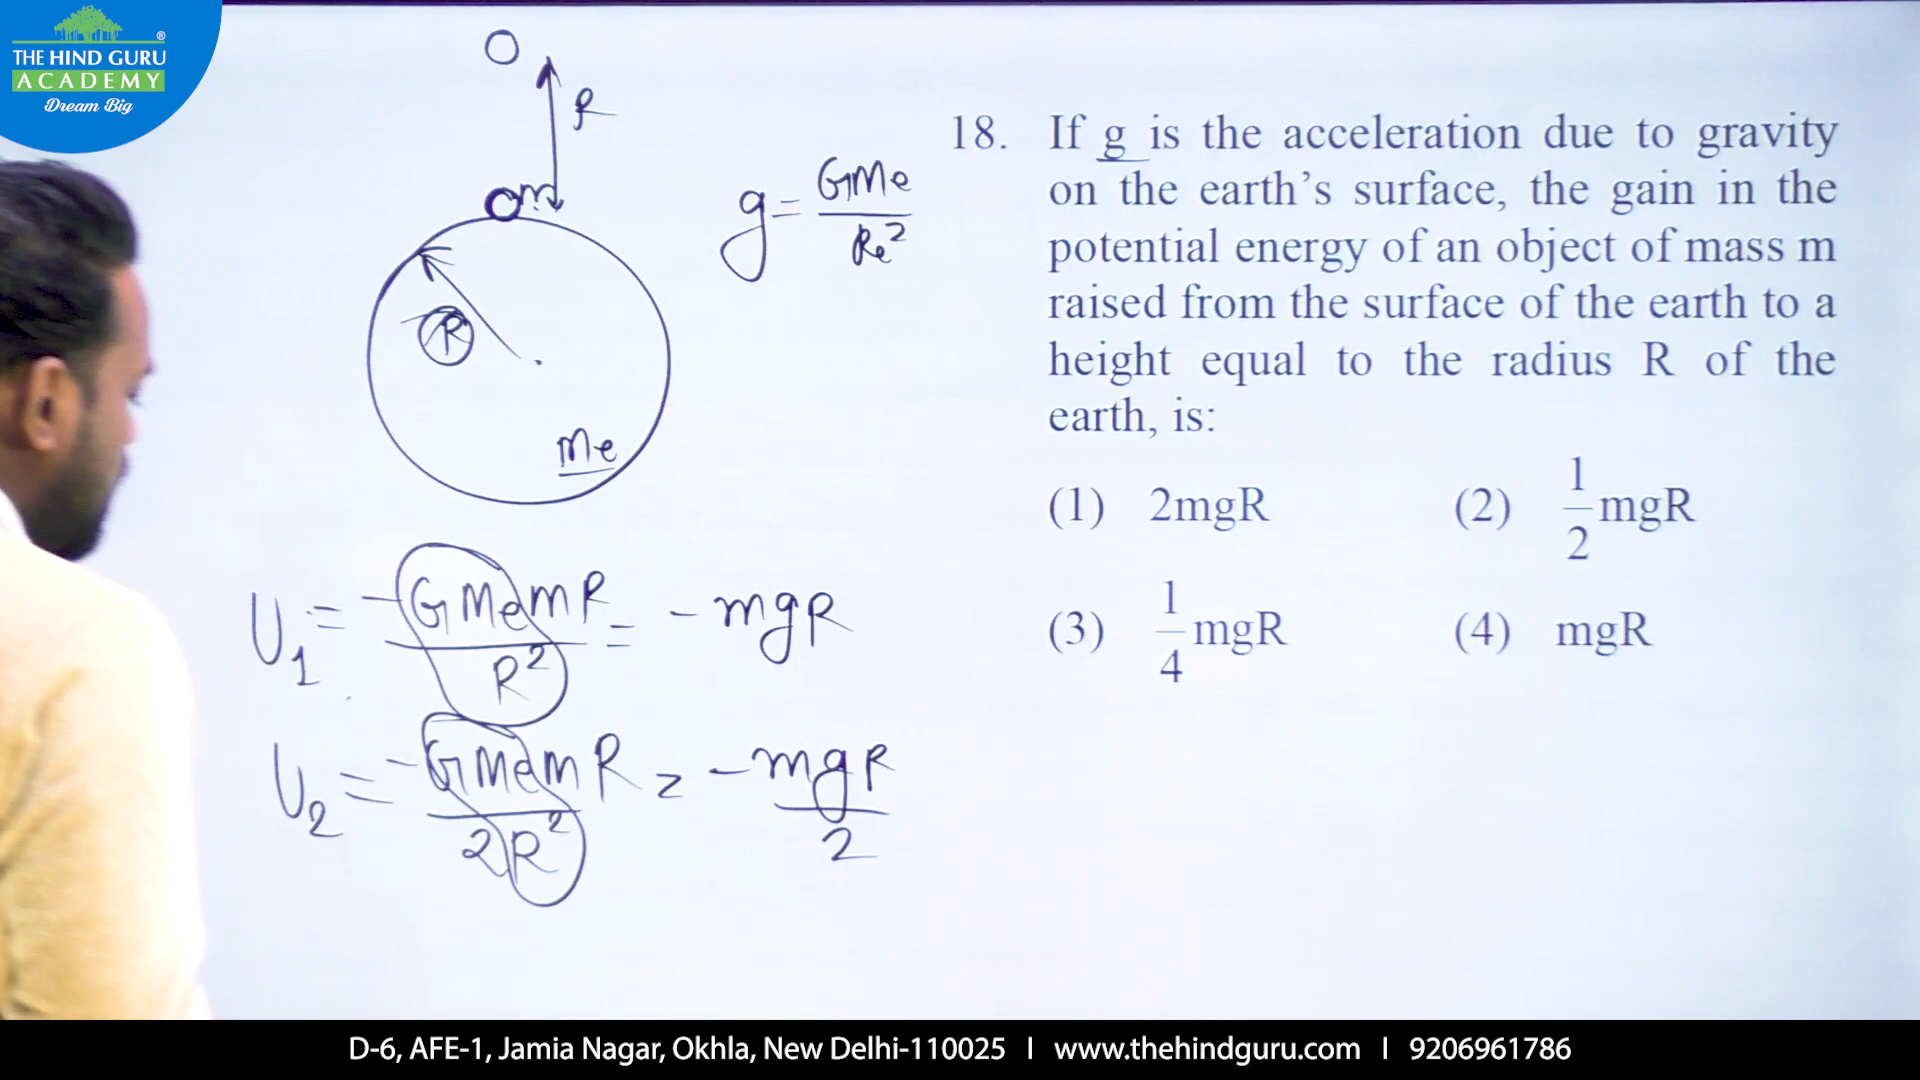 THE HIND GURU
ACADEMY
Dream Big
®
R
m
g = GMe / Re²
R
Me
U₁ = -GMemR / R² = -mgR
U₂ = -GMemR / 2R² = -mgR / 2
18. If g is the acceleration due to gravity
on the earth’s surface, the gain in the
potential energy of an object of mass m
raised from the surface of the earth to a
height equal to the radius R of the
earth, is:
(1) 2mgR (2) 1/2 mgR
(3) 1/4 mgR (4) mgR
D-6, AFE-1, Jamia Nagar, Okhla, New Delhi-110025 | www.thehindguru.com | 9206961786